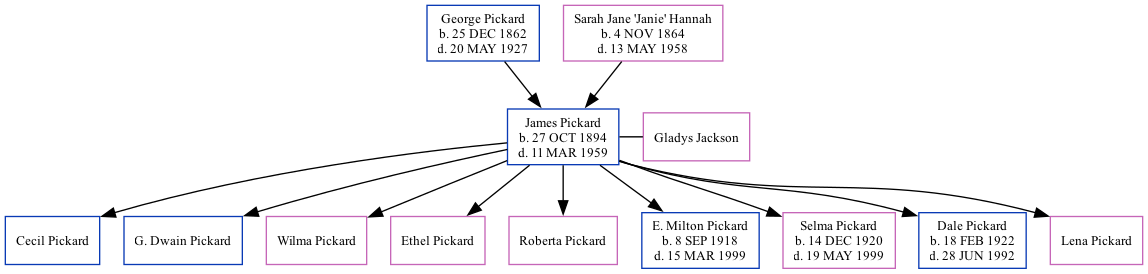 George Pickard
b. 25 DEC 1862
d. 20 MAY 1927
Sarah Jane 'Janie' Hannah
b. 4 NOV 1864
d. 13 MAY 1958
James Pickard
b. 27 OCT 1894
d. 11 MAR 1959
Gladys Jackson
Cecil Pickard
G. Dwain Pickard
Wilma Pickard
Ethel Pickard
Roberta Pickard
E. Milton Pickard
b. 8 SEP 1918
d. 15 MAR 1999
Selma Pickard
b. 14 DEC 1920
d. 19 MAY 1999
Dale Pickard
b. 18 FEB 1922
d. 28 JUN 1992
Lena Pickard